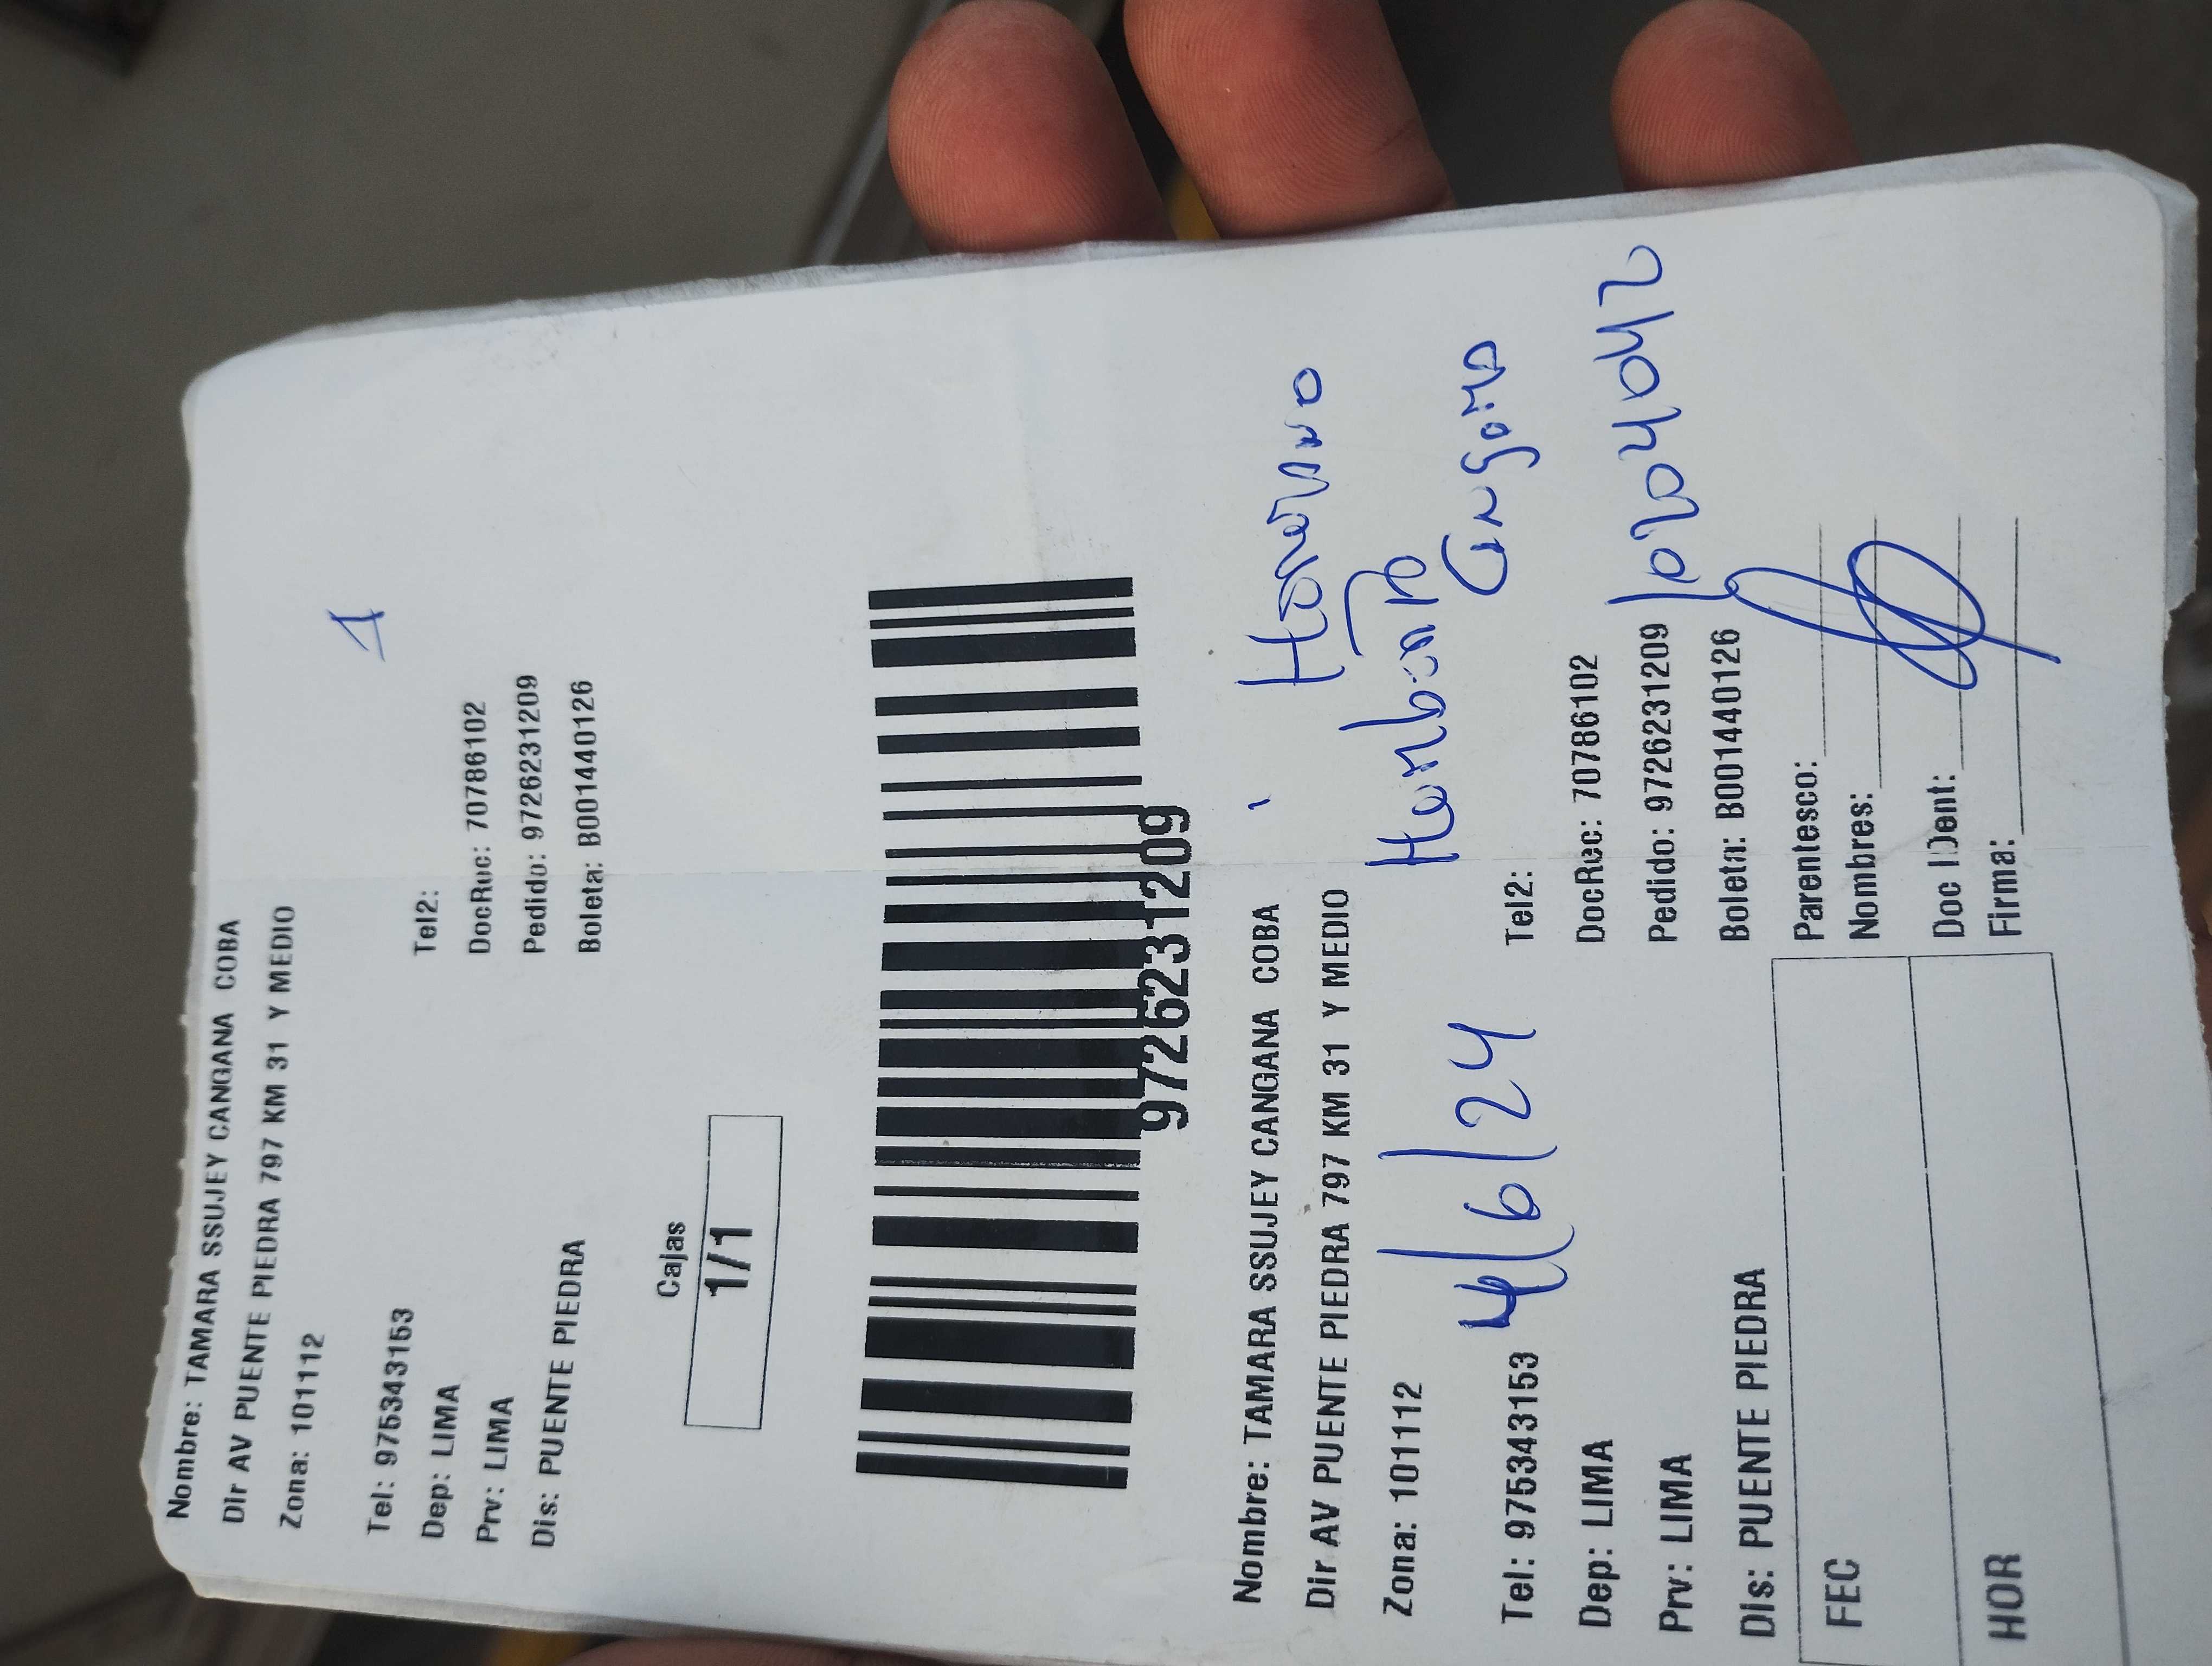 Nombre: TAMARA SSUJEY CANGANA COBA
Dir AV PUENTE PIEDRA 797 KM 31 Y MEDIO
Zona: 101112
1
Tel: 975343153
Tel2:
Dep: LIMA
DocRuc: 70786102
Prv: LIMA
Pedido: 9726231209
Dis: PUENTE PIEDRA
Boleta: B001440126
Cajas
1/1
9726231209
Nombre: TAMARA SSUJEY CANGANA COBA
Hermano
Dir AV PUENTE PIEDRA 797 KM 31 Y MEDIO
Zona: 101112
Tel: 975343153
4/6/24
Tel2:
Dep: LIMA
DocRuc: 70786102
Prv: LIMA
Pedido: 9726231209
Dis: PUENTE PIEDRA
Boleta: B001440126
FEC
Parentesco:
Nombres:
HOR
Doc IDent:
Firma: